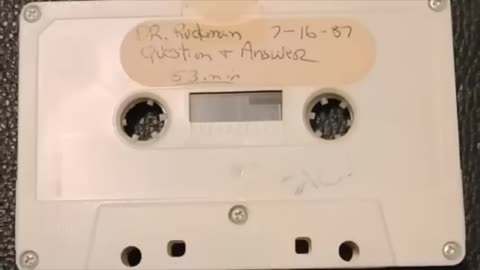 DR. Ruckman 7-16-87
Question & Answer
53 min